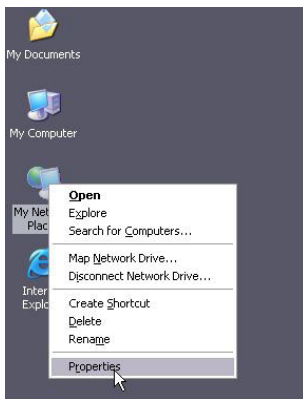 My Documents
My Computer
My Net
Plac
Inter
Explo
Open
Explore
Search for Computers...
Map Network Drive...
Disconnect Network Drive...
Create Shortcut
Delete
Rename
Properties